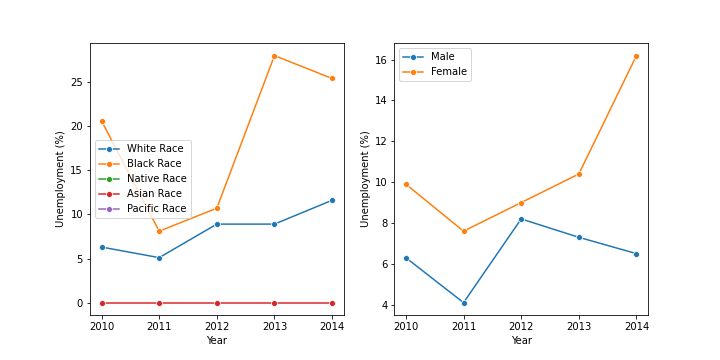 25
20
15
10
5
0
Unemployment (%)
White Race
Black Race
Native Race
Asian Race
Pacific Race
2010 2011 2012 2013 2014
Year
16
14
12
10
8
6
4
Unemployment (%)
Male
Female
2010 2011 2012 2013 2014
Year